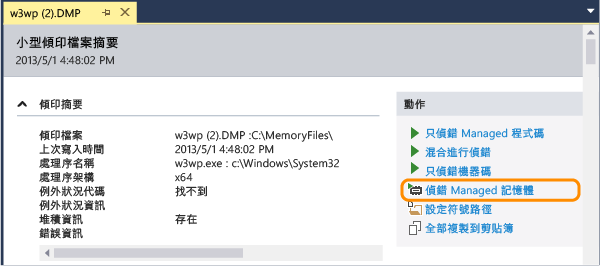 w3wp (2).DMP
小型傾印檔案摘要
2013/5/1 4:48:02 PM
傾印摘要
傾印檔案 w3wp (2).DMP :C:\MemoryFiles\
上次寫入時間 2013/5/1 4:48:02 PM
處理序名稱 w3wp.exe : c:\Windows\System32
處理序架構 x64
例外狀況代碼 找不到
例外狀況資訊
堆積資訊 存在
錯誤資訊
動作
只偵錯 Managed 程式碼
混合進行偵錯
只偵錯機器碼
偵錯 Managed 記憶體
設定符號路徑
全部複製到剪貼簿